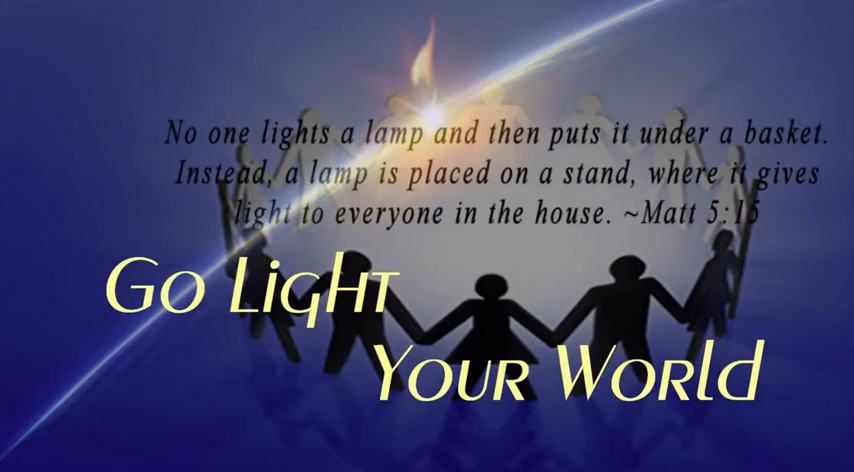 No one lights a lamp and then puts it under a basket.
Instead, a lamp is placed on a stand, where it gives
light to everyone in the house. ~Matt 5:15
Go Light
Your World